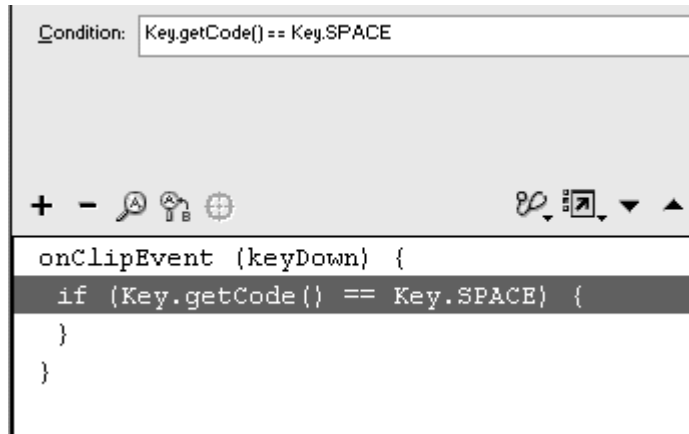 Condition: Key.getCode() == Key.SPACE
onClipEvent (keyDown) {
if (Key.getCode() == Key.SPACE) {
}
}